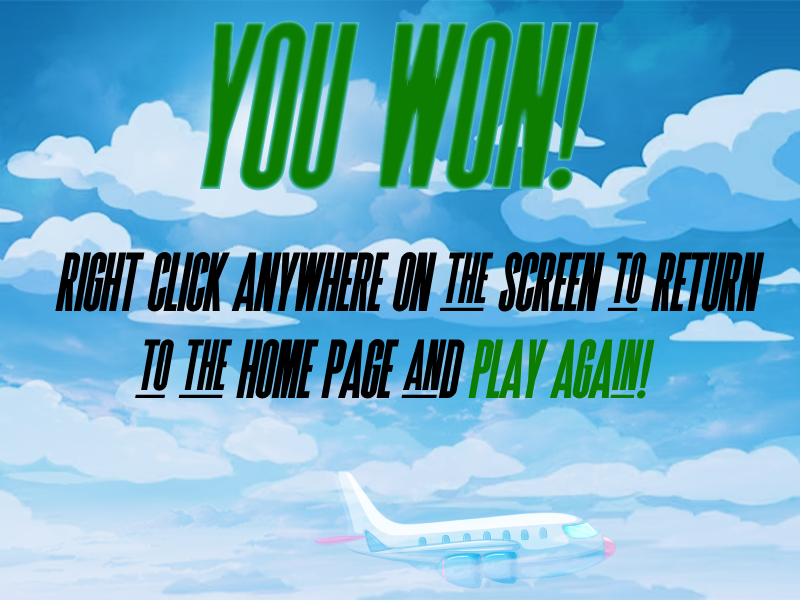 YOU WON!
RIGHT CLICK ANYWHERE ON THE SCREEN TO RETURN
TO THE HOME PAGE AND PLAY AGAIN!